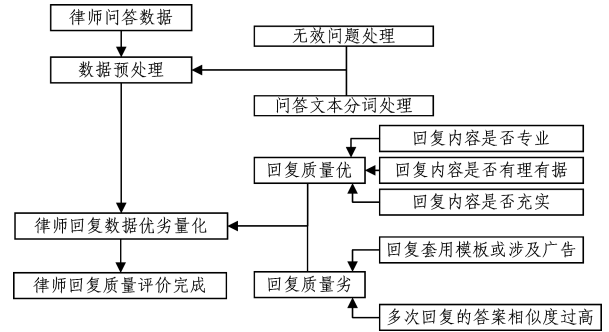 律师问答数据
无效问题处理
数据预处理
问答文本分词处理
回复内容是否专业
回复质量优
回复内容是否有理有据
回复内容是否充实
律师回复数据优劣量化
回复套用模板或涉及广告
律师回复质量评价完成
回复质量劣
多次回复的答案相似度过高